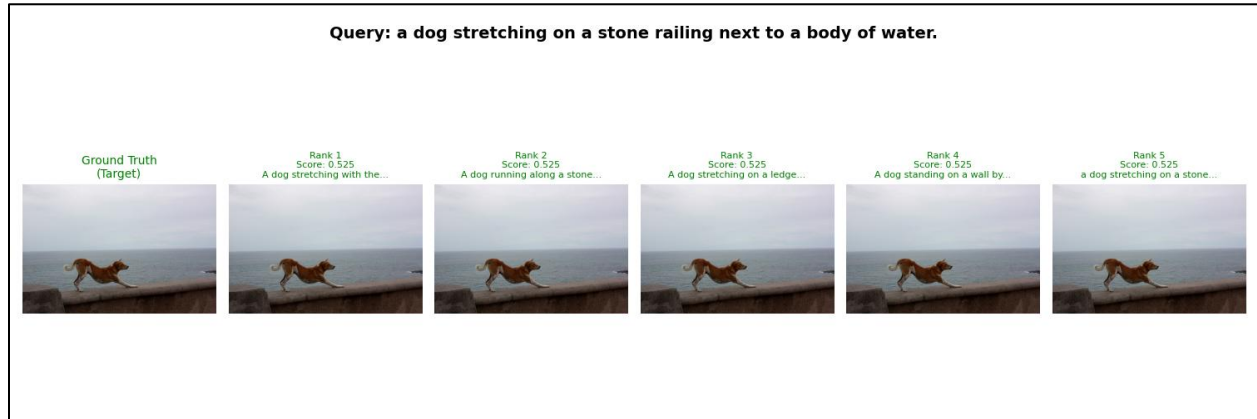 Query: a dog stretching on a stone railing next to a body of water.
Ground Truth
(Target)
Rank 1
Score: 0.525
A dog stretching with the...
Rank 2
Score: 0.525
A dog running along a stone...
Rank 3
Score: 0.525
A dog stretching on a ledge...
Rank 4
Score: 0.525
A dog standing on a wall by...
Rank 5
Score: 0.525
a dog stretching on a stone...